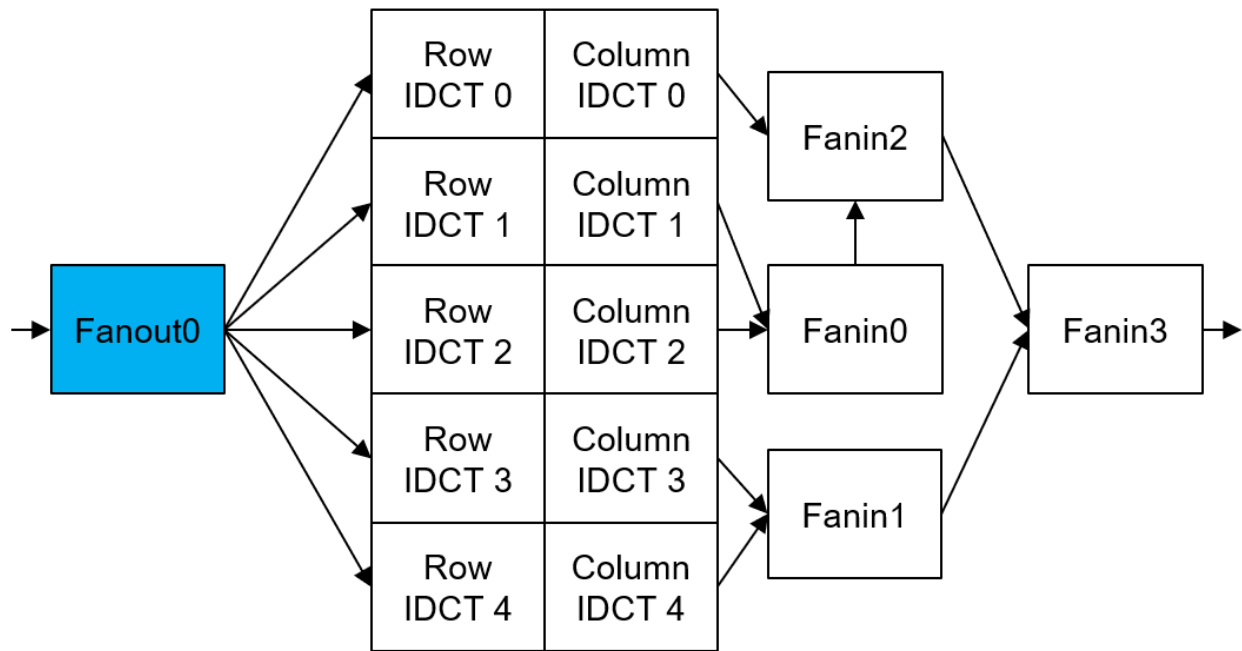 Row
IDCT 0
Column
IDCT 0
Fanin2
Row
IDCT 1
Column
IDCT 1
Fanout0
Row
IDCT 2
Column
IDCT 2
Fanin0
Fanin3
Row
IDCT 3
Column
IDCT 3
Fanin1
Row
IDCT 4
Column
IDCT 4